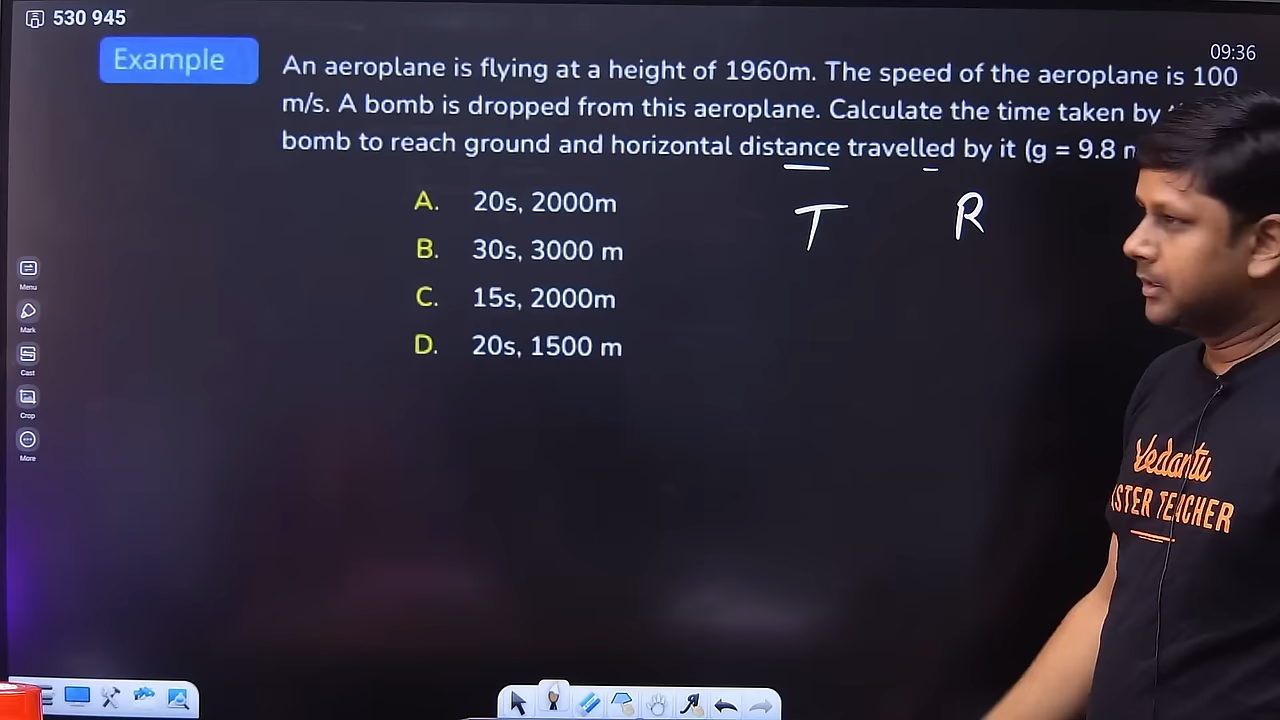 530 945
09:36
Example
An aeroplane is flying at a height of 1960m. The speed of the aeroplane is 100
m/s. A bomb is dropped from this aeroplane. Calculate the time taken by
bomb to reach ground and horizontal distance travelled by it (g = 9.8
A. 20s, 2000m
B. 30s, 3000 m
C. 15s, 2000m
D. 20s, 1500 m
T R
Menu
Mark
Cast
Crop
More
Vedantu
STER TEACHER